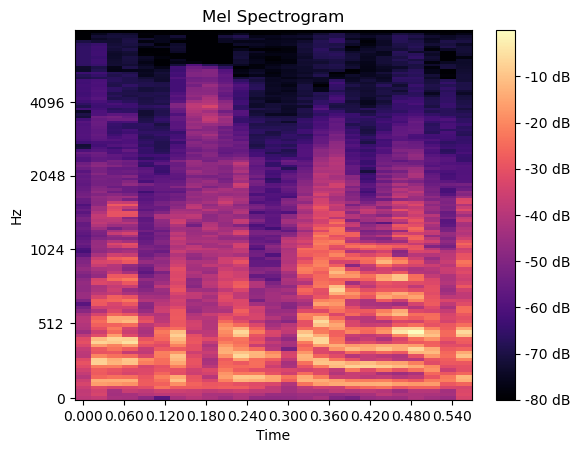 Mel Spectrogram
Hz
4096
2048
1024
512
0
0.000 0.060 0.120 0.180 0.240 0.300 0.360 0.420 0.480 0.540
Time
-10 dB
-20 dB
-30 dB
-40 dB
-50 dB
-60 dB
-70 dB
-80 dB